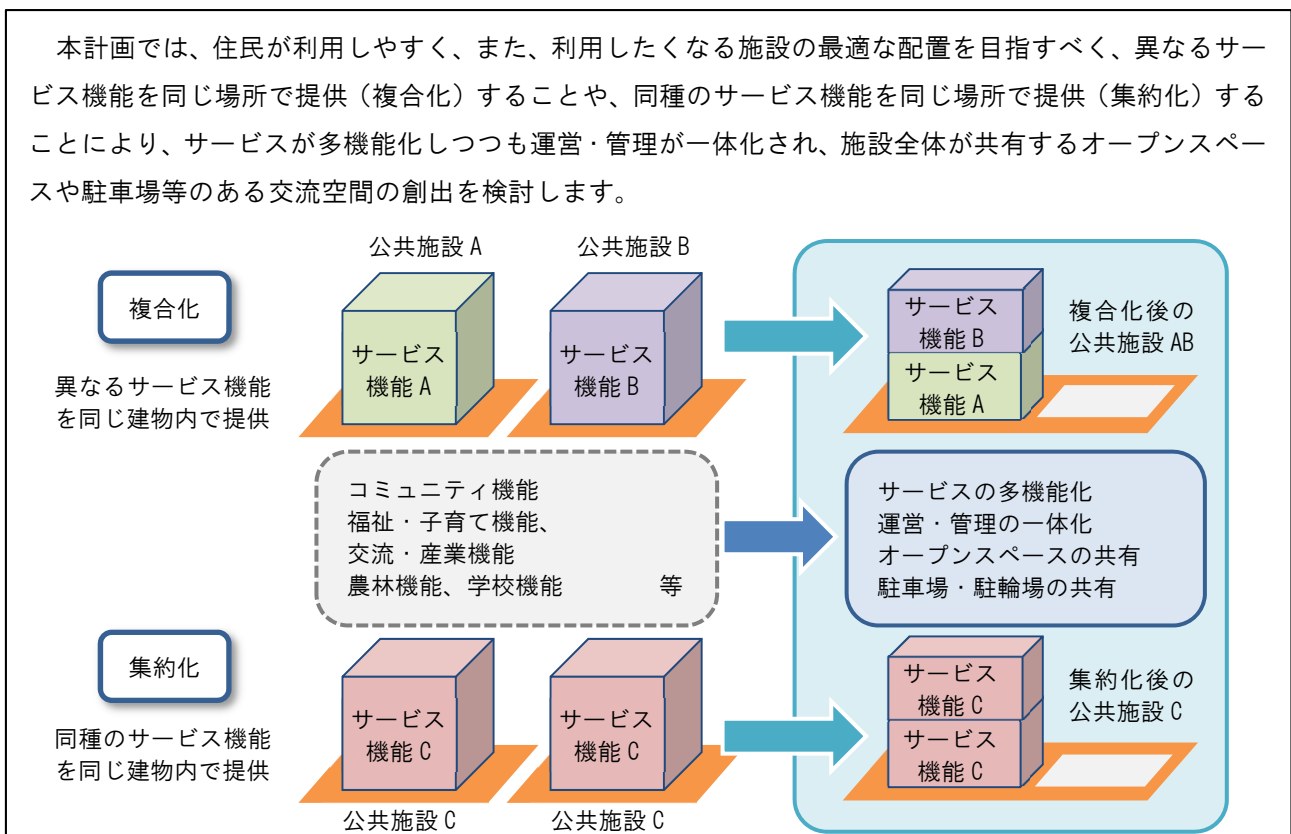 本計画では、住民が利用しやすく、また、利用したくなる施設の最適な配置を目指すべく、異なるサー
ビス機能を同じ場所で提供（複合化）することや、同種のサービス機能を同じ場所で提供（集約化）する
ことにより、サービスが多機能化しつつも運営・管理が一体化され、施設全体が共有するオープンスペー
スや駐車場等のある交流空間の創出を検討します。
公共施設 A
公共施設 B
複合化
異なるサービス機能
を同じ建物内で提供
サービス
機能 A
サービス
機能 B
サービス
機能 B
サービス
機能 A
複合化後の
公共施設 AB
コミュニティ機能
福祉・子育て機能、
交流・産業機能
農林機能、学校機能　　　等
サービスの多機能化
運営・管理の一体化
オープンスペースの共有
駐車場・駐輪場の共有
集約化
同種のサービス機能
を同じ建物内で提供
サービス
機能 C
サービス
機能 C
サービス
機能 C
サービス
機能 C
集約化後の
公共施設 C
公共施設 C
公共施設 C